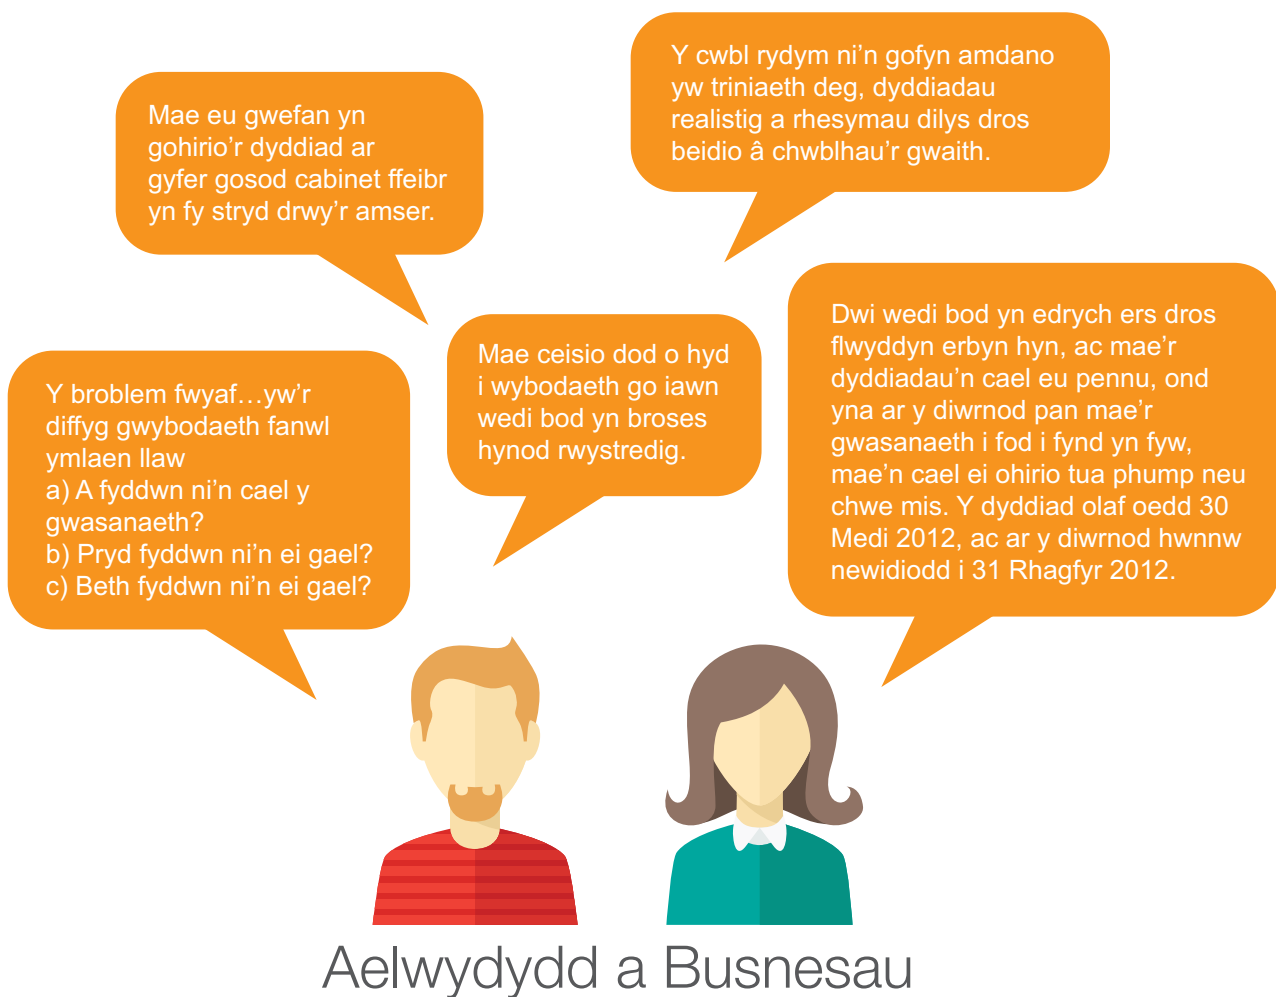 Mae eu gwefan yn
gohirio'r dyddiad ar
gyfer gosod cabinet ffeibr
yn fy stryd drwy'r amser.
Y cwbl rydym ni'n gofyn amdano
yw triniaeth deg, dyddiadau
realistig a rhesymau dilys dros
beidio â chwblhau'r gwaith.
Y broblem fwyaf…yw'r
diffyg gwybodaeth fanwl
ymlaen llaw
a) A fyddwn ni'n cael y
gwasanaeth?
b) Pryd fyddwn ni'n ei gael?
c) Beth fyddwn ni'n ei gael?
Mae ceisio dod o hyd
i wybodaeth go iawn
wedi bod yn broses
hynod rwystredig.
Dwi wedi bod yn edrych ers dros
flwyddyn erbyn hyn, ac mae'r
dyddiadau'n cael eu pennu, ond
yna ar y diwrnod pan mae'r
gwasanaeth i fod i fynd yn fyw,
mae'n cael ei ohirio tua phump neu
chwe mis. Y dyddiad olaf oedd 30
Medi 2012, ac ar y diwrnod hwnnw
newidiodd i 31 Rhagfyr 2012.
Aelwydydd a Busnesau